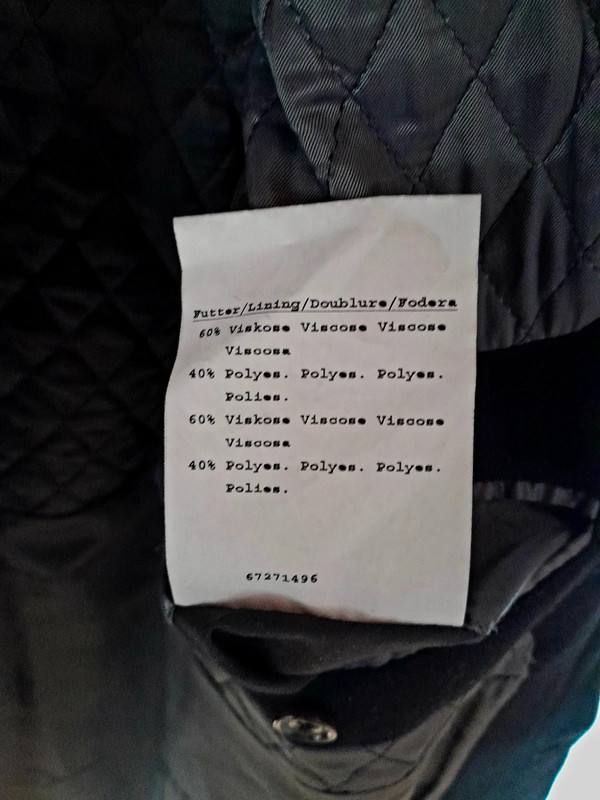 Futter/Lining/Doublure/Fodera
60% Viskose Viscose Viscose
Viscosa
40% Polyes. Polyes. Polyes.
Polies.
60% Viskose Viscose Viscose
Viscosa
40% Polyes. Polyes. Polyes.
Polies.
67271496